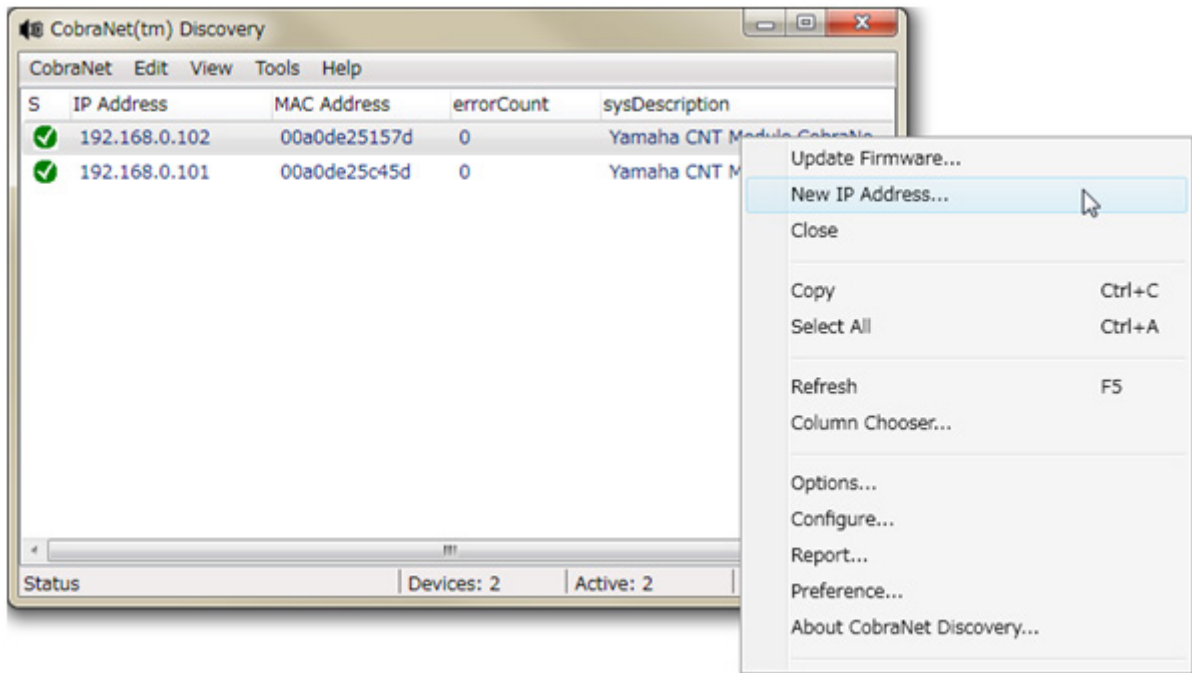 CobraNet(tm) Discovery
CobraNet Edit View Tools Help
S IP Address MAC Address errorCount sysDescription
192.168.0.102 00a0de25157d 0 Yamaha CNT Module CobraNe
192.168.0.101 00a0de25c45d 0 Yamaha CNT M
Update Firmware...
New IP Address...
Close
Copy Ctrl+C
Select All Ctrl+A
Refresh F5
Column Chooser...
Options...
Configure...
Report...
Preference...
About CobraNet Discovery...
Status Devices: 2 Active: 2